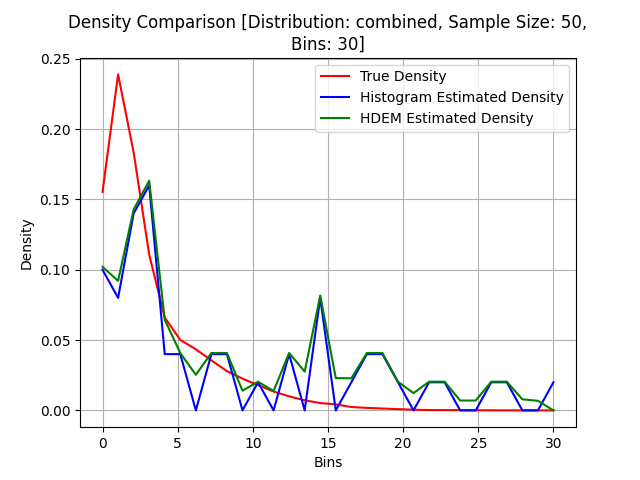 Density Comparison [Distribution: combined, Sample Size: 50,
Bins: 30]
True Density
Histogram Estimated Density
HDEM Estimated Density
Density
0.25
0.20
0.15
0.10
0.05
0.00
0 5 10 15 20 25 30
Bins